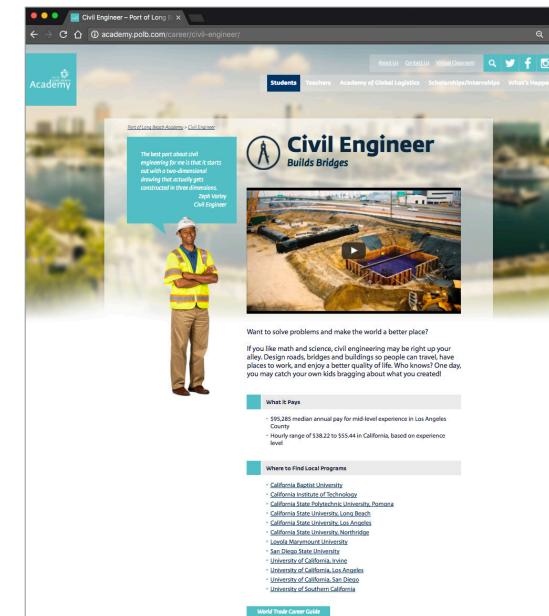 Civil Engineer – Port of Long B
academy.polb.com/career/civil-engineer/
About Us Contact Us Virtual Classroom
Academy
Students Teachers Academy of Global Logistics Scholarships/Internships What's Happe
Port of Long Beach Academy > Civil Engineer
The best part about civil
engineering for me is that it starts
out with a two-dimensional
drawing that actually gets
constructed in three dimensions.
Zeph Varley
Civil Engineer
Civil Engineer
Builds Bridges
Want to solve problems and make the world a better place?
If you like math and science, civil engineering may be right up your
alley. Design roads, bridges and buildings so people can travel, have
places to work, and enjoy a better quality of life. Who knows? One day,
you may catch your own kids bragging about what you created!
What it Pays
$95,285 median annual pay for mid-level experience in Los Angeles
County
Hourly range of $38.22 to $55.44 in California, based on experience
level
Where to Find Local Programs
California Baptist University
California Institute of Technology
California State Polytechnic University, Pomona
California State University, Long Beach
California State University, Los Angeles
California State University, Northridge
Loyola Marymount University
San Diego State University
University of California, Irvine
University of California, Los Angeles
University of California, San Diego
University of Southern California
World Trade Career Guide